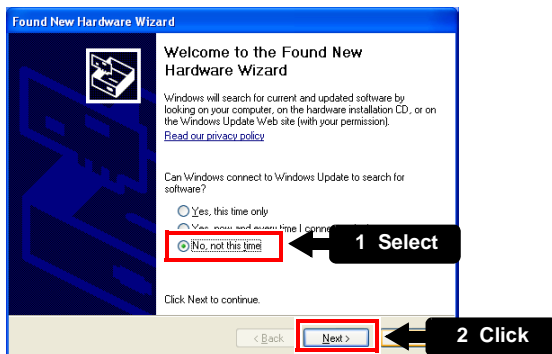 Found New Hardware Wizard
Welcome to the Found New
Hardware Wizard
Windows will search for current and updated software by
looking on your computer, on the hardware installation CD, or on
the Windows Update Web site (with your permission).
Read our privacy policy
Can Windows connect to Windows Update to search for
software?
Yes, this time only
Yes, now and every time I connect
No, not this time
1 Select
Click Next to continue.
< Back
Next >
2 Click